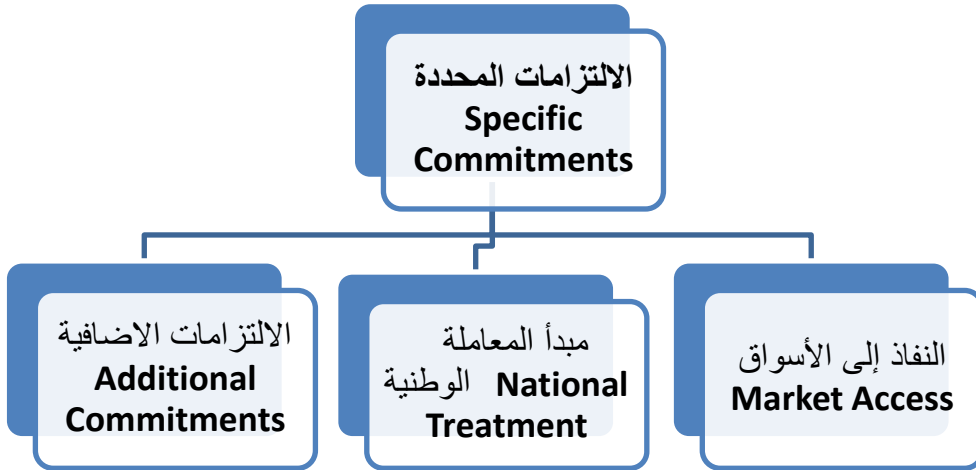 الالتزامات المحددة
Specific
Commitments
النفاذ إلى الأسواق
Market Access
مبدأ المعاملة
الوطنية National
Treatment
الالتزامات الاضافية
Additional
Commitments